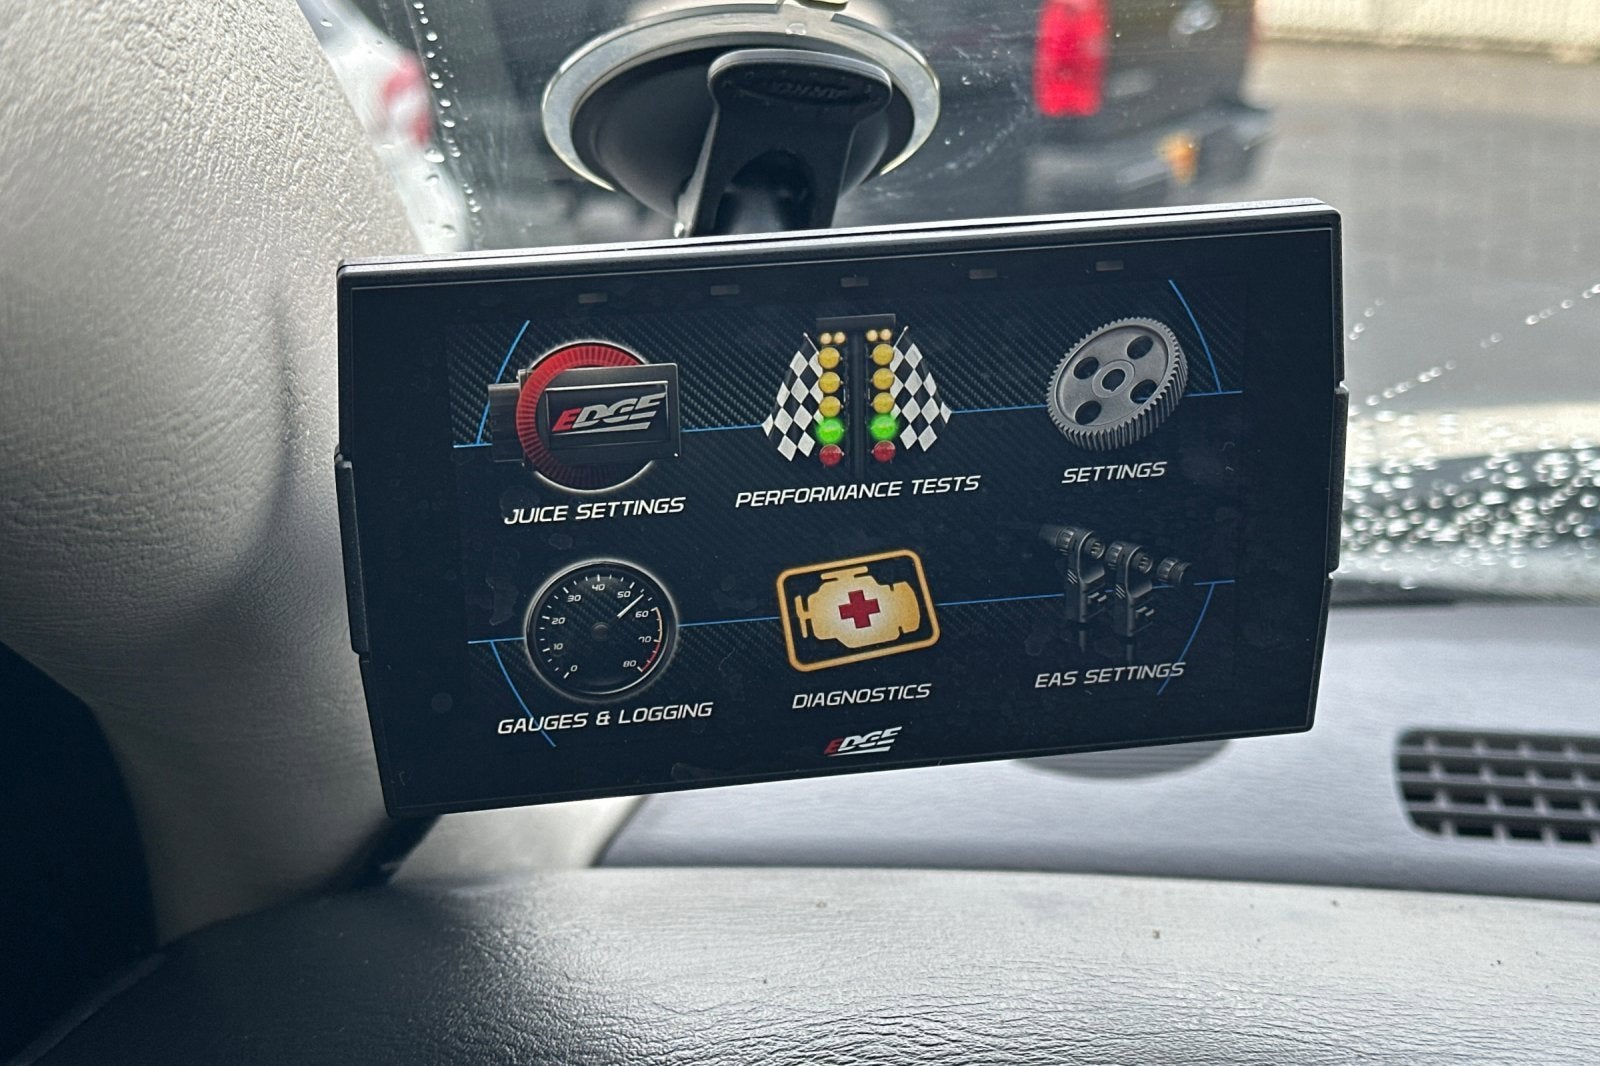 EDGE
JUICE SETTINGS
PERFORMANCE TESTS
SETTINGS
0
10
20
30
40
50
60
70
80
GAUGES & LOGGING
DIAGNOSTICS
EAS SETTINGS
EDGE